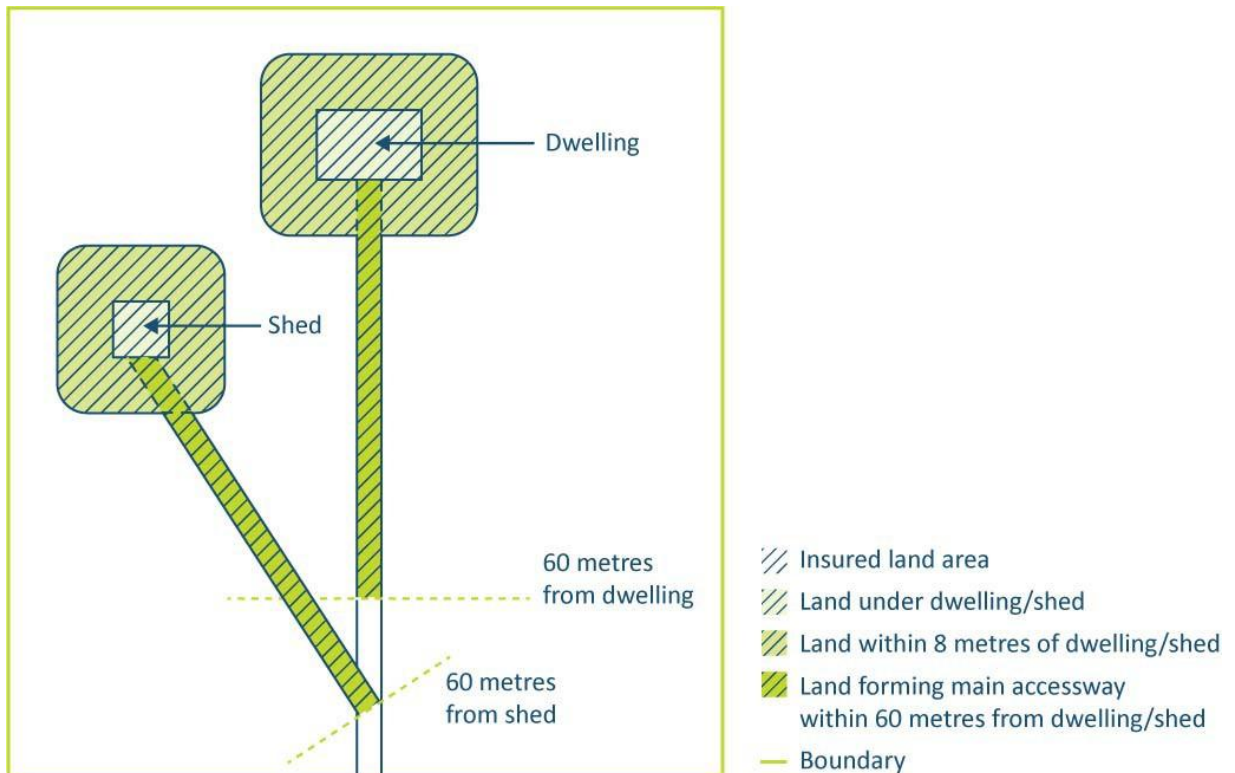 Dwelling
Shed
60 metres
from dwelling
60 metres
from shed
Insured land area
Land under dwelling/shed
Land within 8 metres of dwelling/shed
Land forming main accessway
within 60 metres from dwelling/shed
Boundary